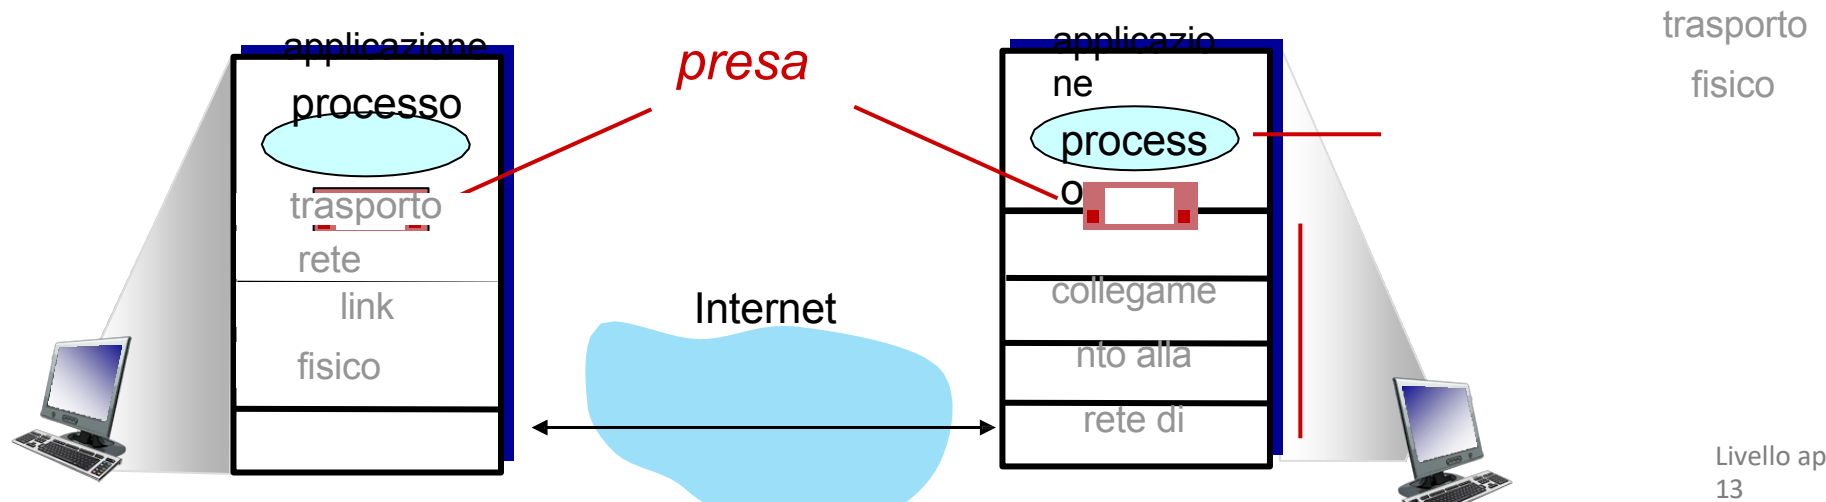 applicazione
processo
trasporto
rete
link
fisico
presa
Internet
applicazio
ne
process
o
collegame
nto alla
rete di
trasporto
fisico
Livello ap
13